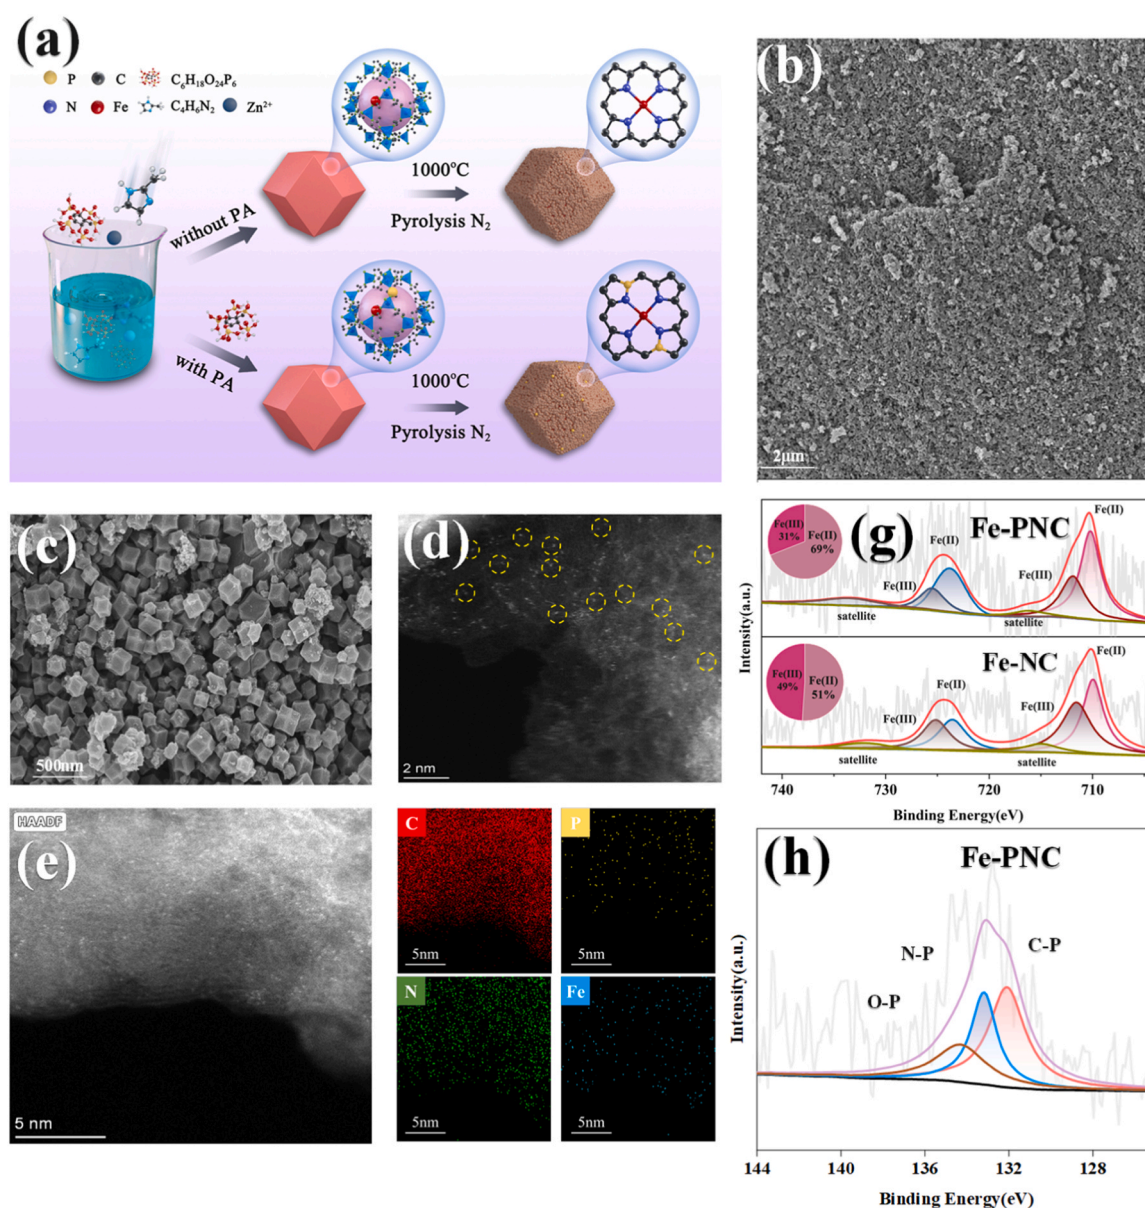 (a)
P C C₆H₁₈O₂₄P₆
N Fe C₄H₆N₂ Zn²⁺
without PA
1000°C
Pyrolysis N₂
with PA
1000°C
Pyrolysis N₂
(b)
2μm
(c)
500nm
(d)
2 nm
HAADF
(e)
5 nm
C
5nm
P
5nm
N
5nm
Fe
5nm
(g)
Fe-PNC
Fe(III)
31%
Fe(II)
69%
Fe(II)
Fe(III)
Fe(II)
Fe(III)
satellite
satellite
Fe-NC
Fe(III)
49%
Fe(II)
51%
Fe(II)
Fe(III)
Fe(II)
Fe(III)
satellite
satellite
Intensity(a.u.)
740 730 720 710
Binding Energy(eV)
(h)
Fe-PNC
N-P
C-P
O-P
Intensity(a.u.)
144 140 136 132 128
Binding Energy(eV)